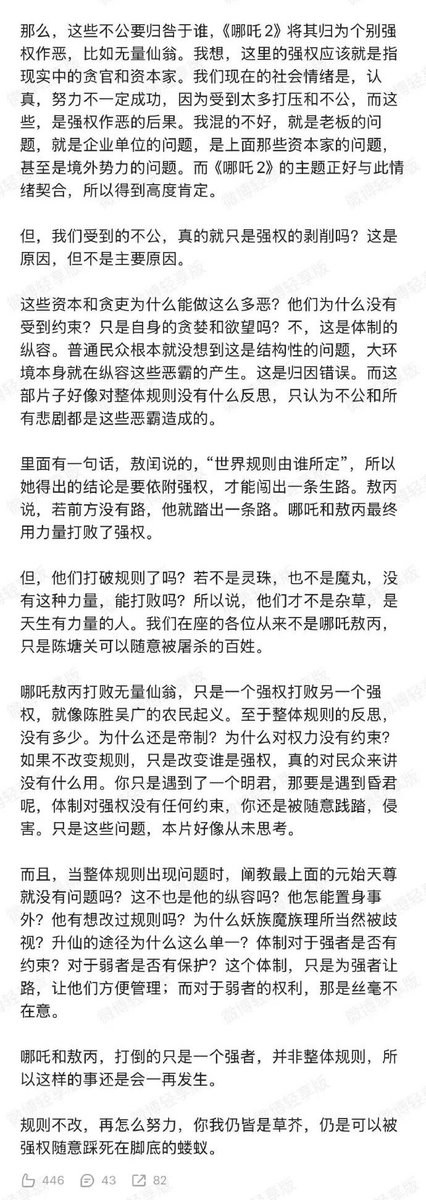 那么，这些不公要归咎于谁，《哪吒2》将其归为个别强
权作恶，比如无量仙翁。我想，这里的强权应该就是指
现实中的贪官和资本家。我们现在的社会情绪是，认
真，努力不一定成功，因为受到太多打压和不公，而这
些，是强权作恶的后果。我混的不好，就是老板的问
题，就是企业单位的问题，是上面那些资本家的问题，
甚至是境外势力的问题。而《哪吒2》的主题正好与此情
绪契合，所以得到高度肯定。
但，我们受到的不公，真的就只是强权的剥削吗？这是
原因，但不是主要原因。
这些资本和贪吏为什么能做这么多恶？他们为什么没有
受到约束？只是自身的贪婪和欲望吗？不，这是体制的
纵容。普通民众根本就没想到这是结构性的问题，大环
境本身就在纵容这些恶霸的产生。这是归因错误。而这
部片子好像对整体规则没有什么反思，只认为不公和所
有悲剧都是这些恶霸造成的。
里面有一句话，敖闰说的，“世界规则由谁所定”，所以
她得出的结论是要依附强权，才能闯出一条生路。敖丙
说，若前方没有路，他就踏出一条路。哪吒和敖丙最终
用力量打败了强权。
但，他们打破规则了吗？若不是灵珠，也不是魔丸，没
有这种力量，能打败吗？所以说，他们才不是杂草，是
天生有力量的人。我们在座的各位从来不是哪吒敖丙，
只是陈塘关可以随意被屠杀的百姓。
哪吒敖丙打败无量仙翁，只是一个强权打败另一个强
权，就像陈胜吴广的农民起义。至于整体规则的反思，
没有多少。为什么还是帝制？为什么对权力没有约束？
如果不改变规则，只是改变谁是强权，真的对民众来讲
没有什么用。你只是遇到了一个明君，那要是遇到昏君
呢，体制对强权没有任何约束，你还是被随意践踏，侵
害。只是这些问题，本片好像从未思考。
而且，当整体规则出现问题时，阐教最上面的元始天尊
就没有问题吗？这不也是他的纵容吗？他怎能置身事
外？他有想改过规则吗？为什么妖族魔族理所当然被歧
视？升仙的途径为什么这么单一？体制对于强者是否有
约束？对于弱者是否有保护？这个体制，只是为强者让
路，让他们方便管理；而对于弱者的权利，那是丝毫不
在意。
哪吒和敖丙，打倒的只是一个强者，并非整体规则，所
以这样的事还是会一再发生。
规则不改，再怎么努力，你我仍皆是草芥，仍是可以被
强权随意踩死在脚底的蝼蚁。
446 43 82
微博轻享版